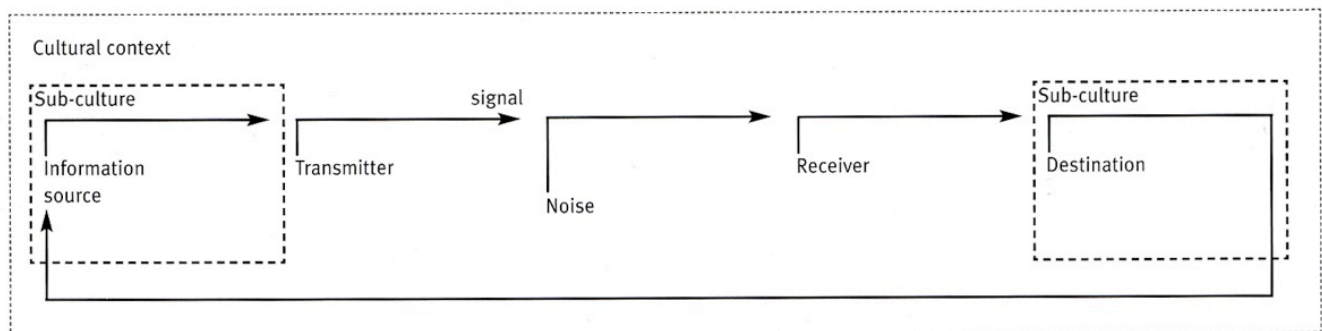 Cultural context
Sub-culture
signal
Sub-culture
Information
source
Transmitter
Noise
Receiver
Destination